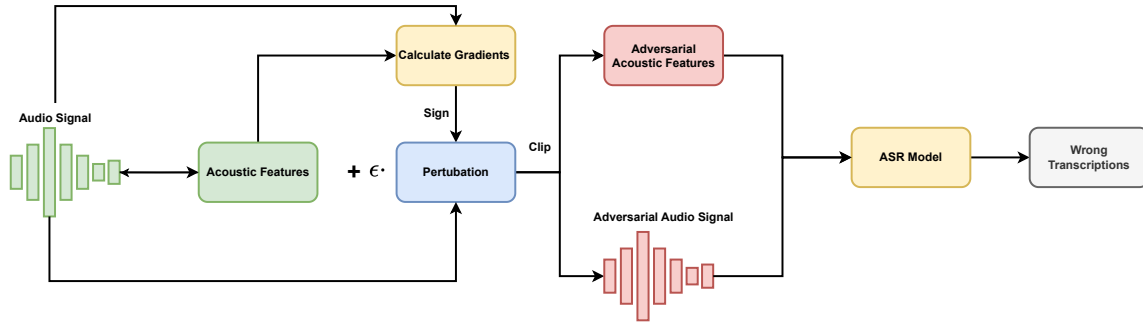 Calculate Gradients
Adversarial
Acoustic Features
Audio Signal
Sign
Clip
Acoustic Features
+ ϵ·
Pertubation
ASR Model
Wrong
Transcriptions
Adversarial Audio Signal